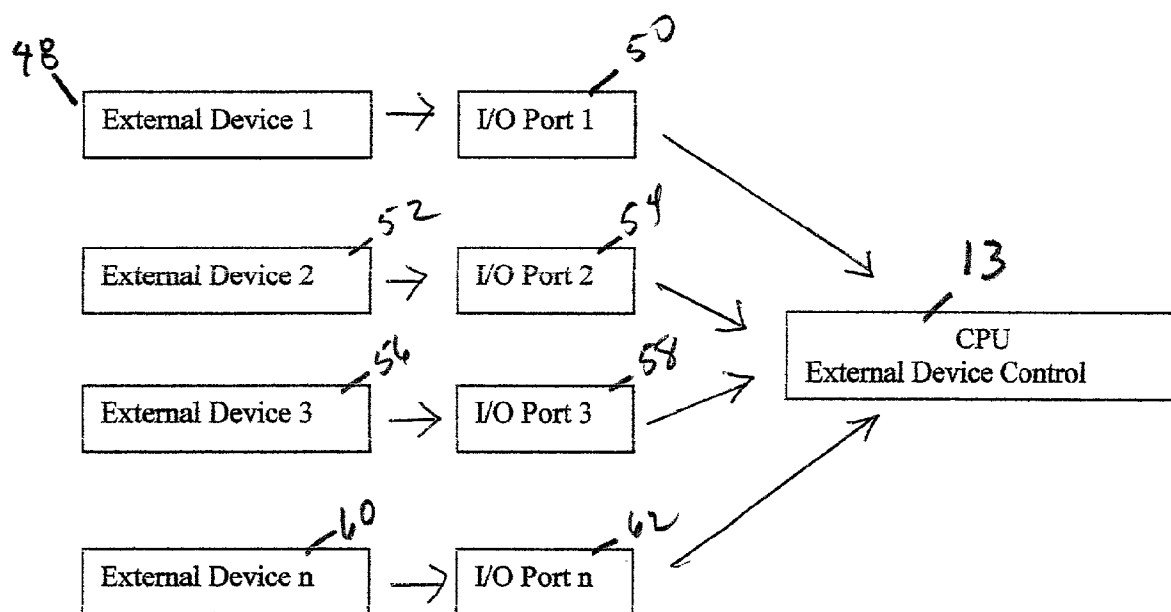 48
50
External Device 1
I/O Port 1
52
54
External Device 2
I/O Port 2
13
CPU
External Device Control
56
58
External Device 3
I/O Port 3
60
62
External Device n
I/O Port n